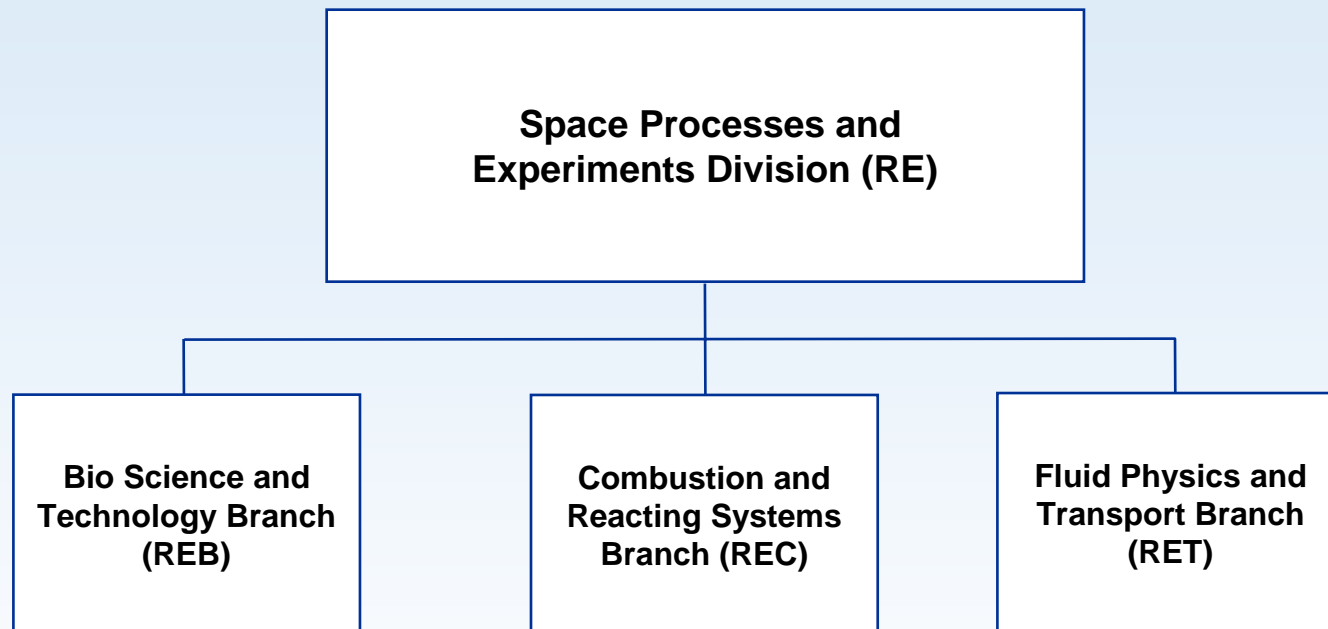 Space Processes and
Experiments Division (RE)
Bio Science and
Technology Branch
(REB)
Combustion and
Reacting Systems
Branch (REC)
Fluid Physics and
Transport Branch
(RET)